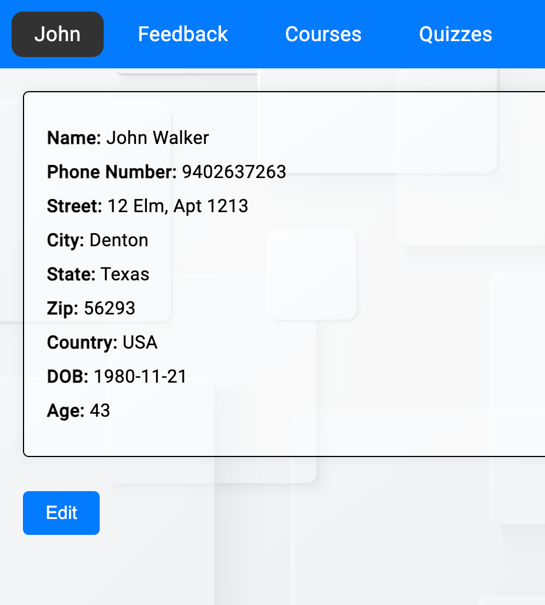 John Feedback Courses Quizzes
Name: John Walker
Phone Number: 9402637263
Street: 12 Elm, Apt 1213
City: Denton
State: Texas
Zip: 56293
Country: USA
DOB: 1980-11-21
Age: 43
Edit